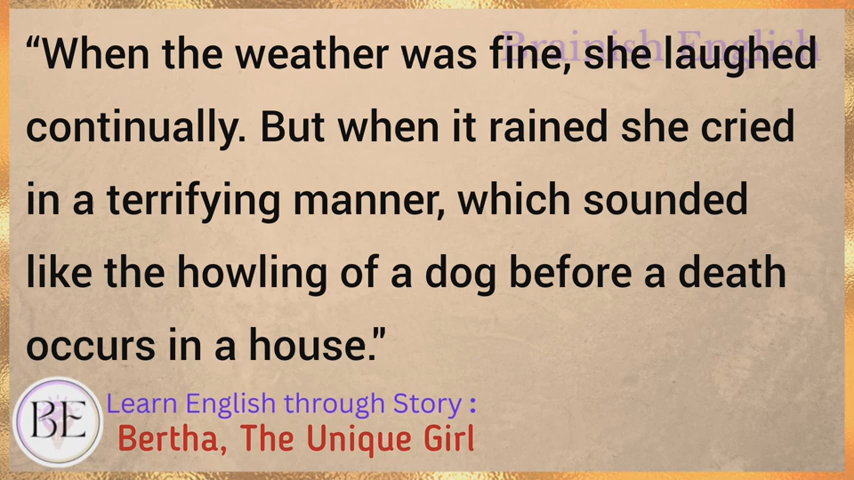 Brainish English
“When the weather was fine, she laughed
continually. But when it rained she cried
in a terrifying manner, which sounded
like the howling of a dog before a death
occurs in a house.”
BE
Learn English through Story :
Bertha, The Unique Girl